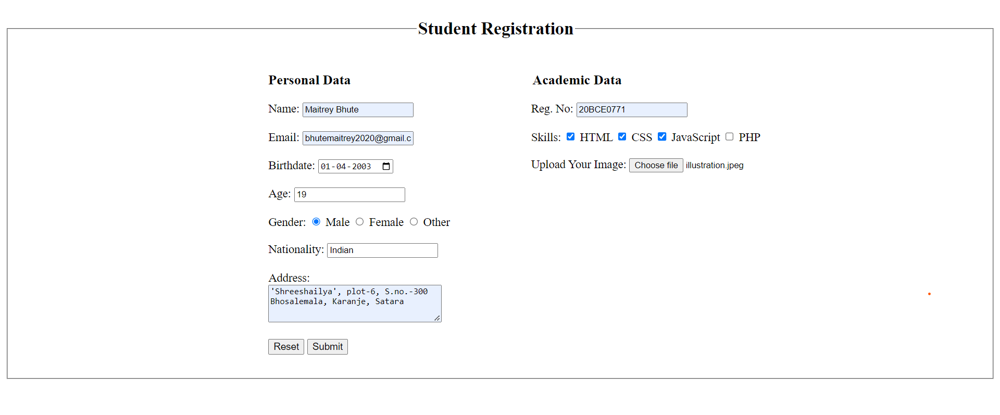 Student Registration
Personal Data
Name: Maitrey Bhute
Email: bhutemaitrey2020@gmail.c
Birthdate: 01-04-2003
Age: 19
Gender: Male Female Other
Nationality: Indian
Address:
'Shreeshailya', plot-6, S.no.-300
Bhosalemala, Karanje, Satara
Reset Submit
Academic Data
Reg. No: 20BCE0771
Skills: HTML CSS JavaScript PHP
Upload Your Image: Choose file illustration.jpeg